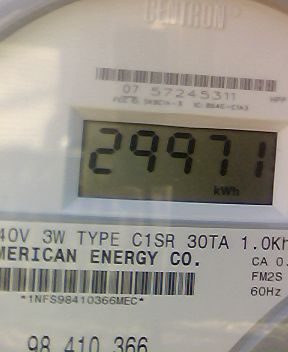 CENTRON
07 57245311
29971
kWh
40V 3W TYPE C1SR 30TA 1.0Kh
MERICAN ENERGY CO. CA 0.
FM2S
*1NFS98410366MEC* 60Hz
98 410 366